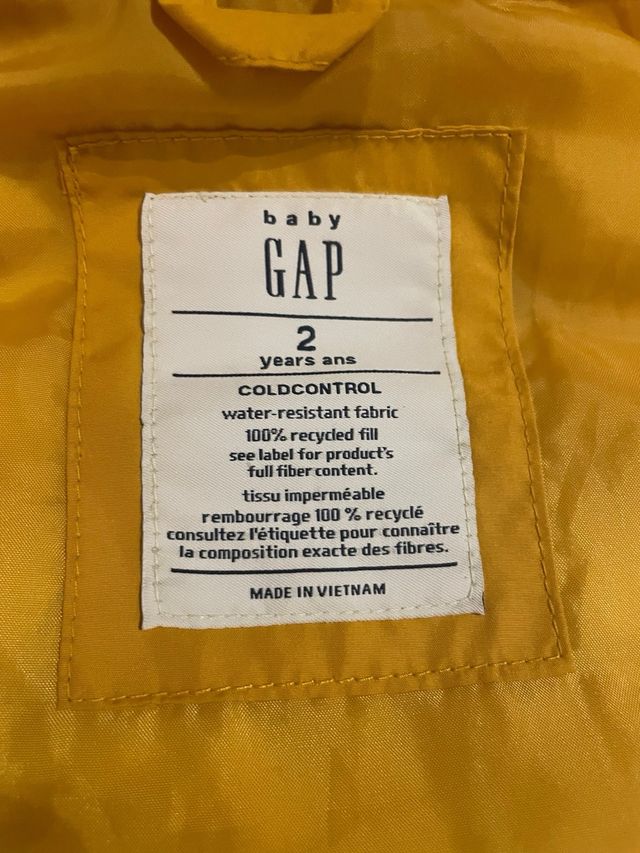 baby
GAP
2
years ans
COLDCONTROL
water-resistant fabric
100% recycled fill
see label for product's
full fiber content.
tissu imperméable
rembourrage 100 % recyclé
consultez l'étiquette pour connaître
la composition exacte des fibres.
MADE IN VIETNAM